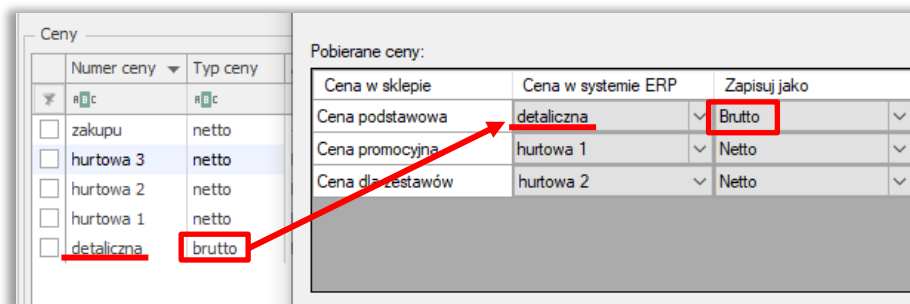 Ceny
Numer ceny Typ ceny
ABC ABC
zakupu netto
hurtowa 3 netto
hurtowa 2 netto
hurtowa 1 netto
detaliczna brutto
Pobierane ceny:
Cena w sklepie Cena w systemie ERP Zapisuj jako
Cena podstawowa detaliczna Brutto
Cena promocyjna hurtowa 1 Netto
Cena dla zestawów hurtowa 2 Netto